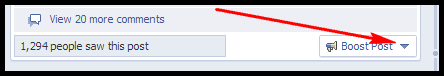 View 20 more comments
1,294 people saw this post
Boost Post